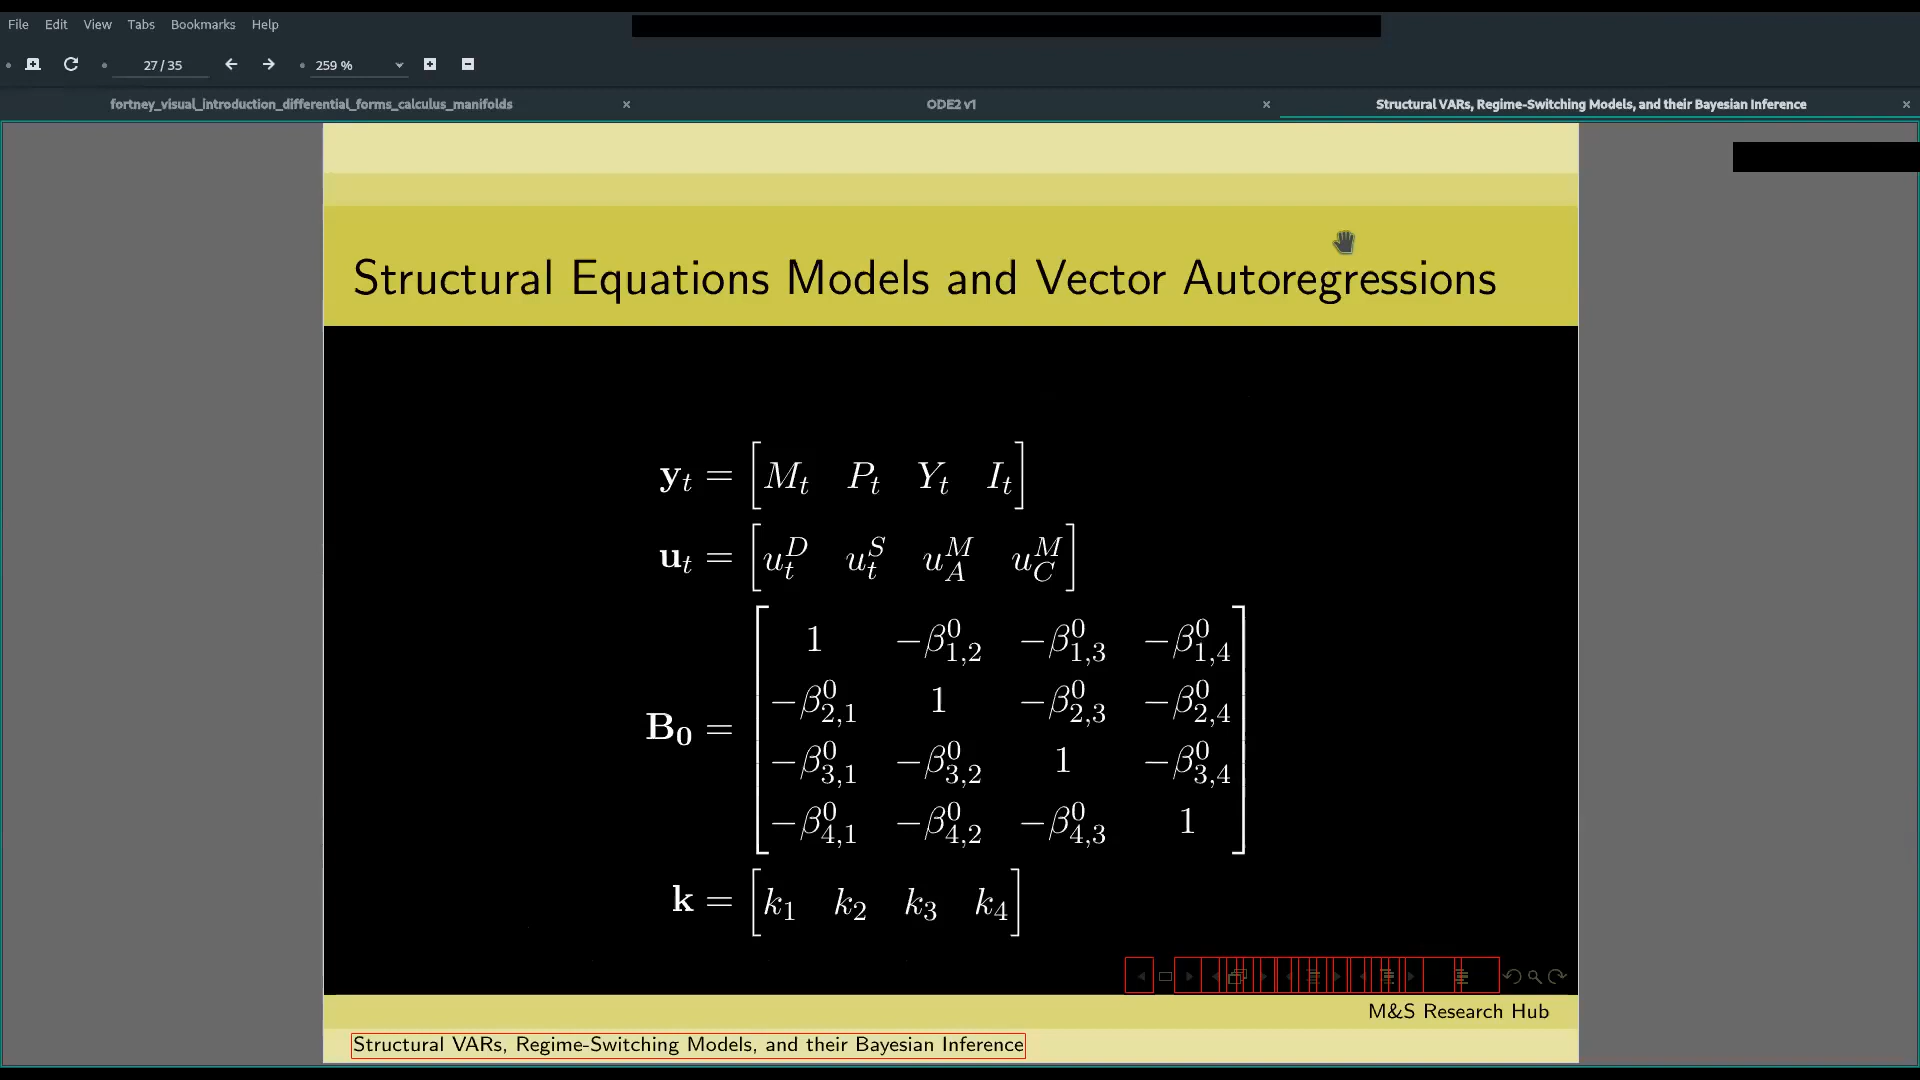 File Edit View Tabs Bookmarks Help
27 / 35 259 %
fortney_visual_introduction_differential_forms_calculus_manifolds × ODE2 v1 × Structural VARs, Regime-Switching Models, and their Bayesian Inference ×
Structural Equations Models and Vector Autoregressions
𝐲_t = [M_t P_t Y_t I_t]
𝐮_t = [u_t^D u_t^S u_A^M u_C^M]
1 −β^0_{1,2} −β^0_{1,3} −β^0_{1,4}
−β^0_{2,1} 1 −β^0_{2,3} −β^0_{2,4}
𝐁_𝟎 =
−β^0_{3,1} −β^0_{3,2} 1 −β^0_{3,4}
−β^0_{4,1} −β^0_{4,2} −β^0_{4,3} 1
𝐤 = [k_1 k_2 k_3 k_4]
M&S Research Hub
Structural VARs, Regime-Switching Models, and their Bayesian Inference